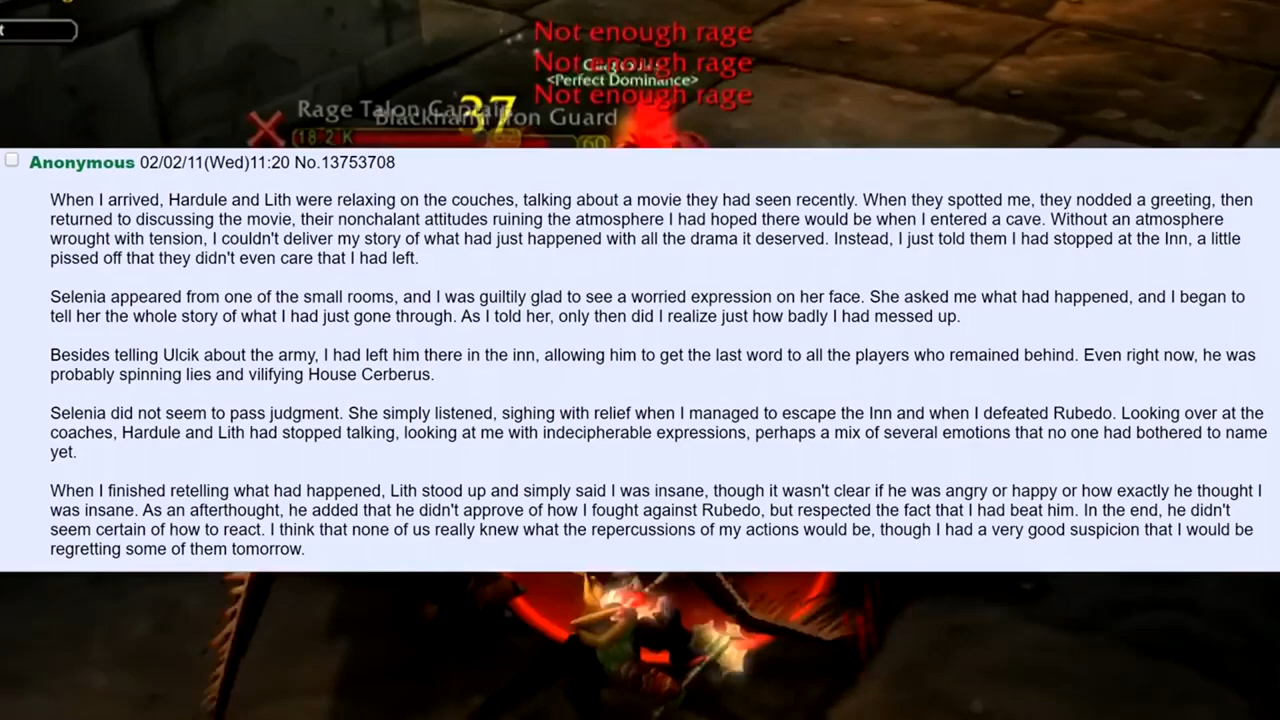 t
Not enough rage
Not enough rage
<Perfect Dominance>
Not enough rage
Rage Talon Captain
37
Blackhand Iron Guard
18.2 K
60
Anonymous 02/02/11(Wed)11:20 No.13753708
When I arrived, Hardule and Lith were relaxing on the couches, talking about a movie they had seen recently. When they spotted me, they nodded a greeting, then
returned to discussing the movie, their nonchalant attitudes ruining the atmosphere I had hoped there would be when I entered a cave. Without an atmosphere
wrought with tension, I couldn't deliver my story of what had just happened with all the drama it deserved. Instead, I just told them I had stopped at the Inn, a little
pissed off that they didn't even care that I had left.
Selenia appeared from one of the small rooms, and I was guiltily glad to see a worried expression on her face. She asked me what had happened, and I began to
tell her the whole story of what I had just gone through. As I told her, only then did I realize just how badly I had messed up.
Besides telling Ulcik about the army, I had left him there in the inn, allowing him to get the last word to all the players who remained behind. Even right now, he was
probably spinning lies and vilifying House Cerberus.
Selenia did not seem to pass judgment. She simply listened, sighing with relief when I managed to escape the Inn and when I defeated Rubedo. Looking over at the
coaches, Hardule and Lith had stopped talking, looking at me with indecipherable expressions, perhaps a mix of several emotions that no one had bothered to name
yet.
When I finished retelling what had happened, Lith stood up and simply said I was insane, though it wasn't clear if he was angry or happy or how exactly he thought I
was insane. As an afterthought, he added that he didn't approve of how I fought against Rubedo, but respected the fact that I had beat him. In the end, he didn't
seem certain of how to react. I think that none of us really knew what the repercussions of my actions would be, though I had a very good suspicion that I would be
regretting some of them tomorrow.